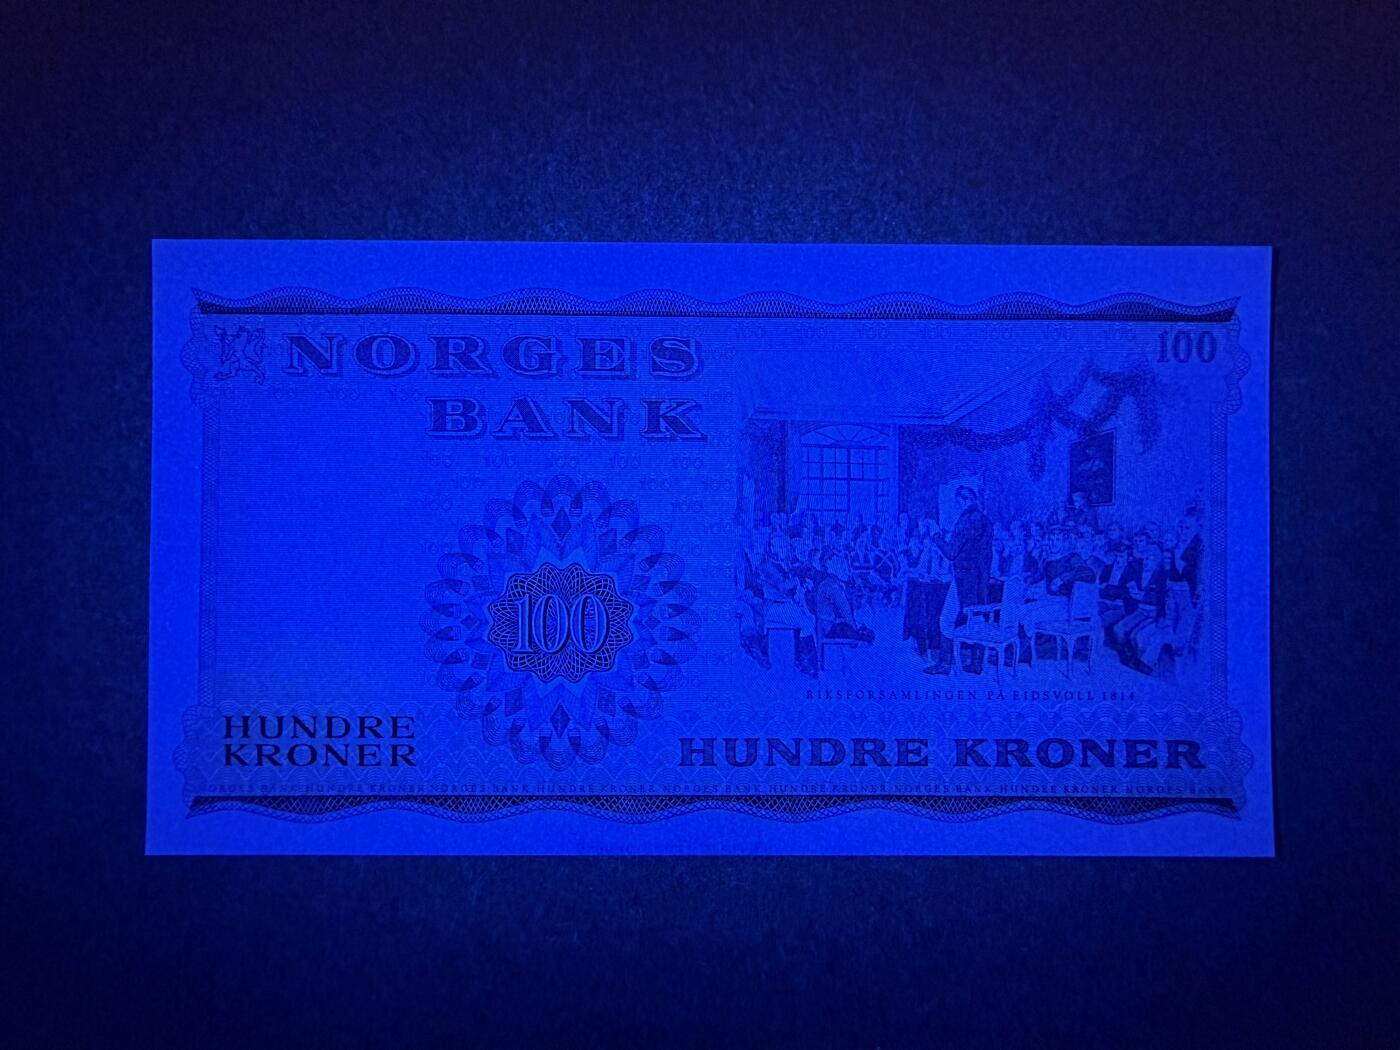 NORGES
BANK
100
100
RIKSFORSAMLINGEN PÅ EIDSVOLL 1814
HUNDRE
KRONER
HUNDRE KRONER
NORGES BANK HUNDRE KRONER NORGES BANK HUNDRE KRONER NORGES BANK HUNDRE KRONER NORGES BANK HUNDRE KRONER NORGES BANK